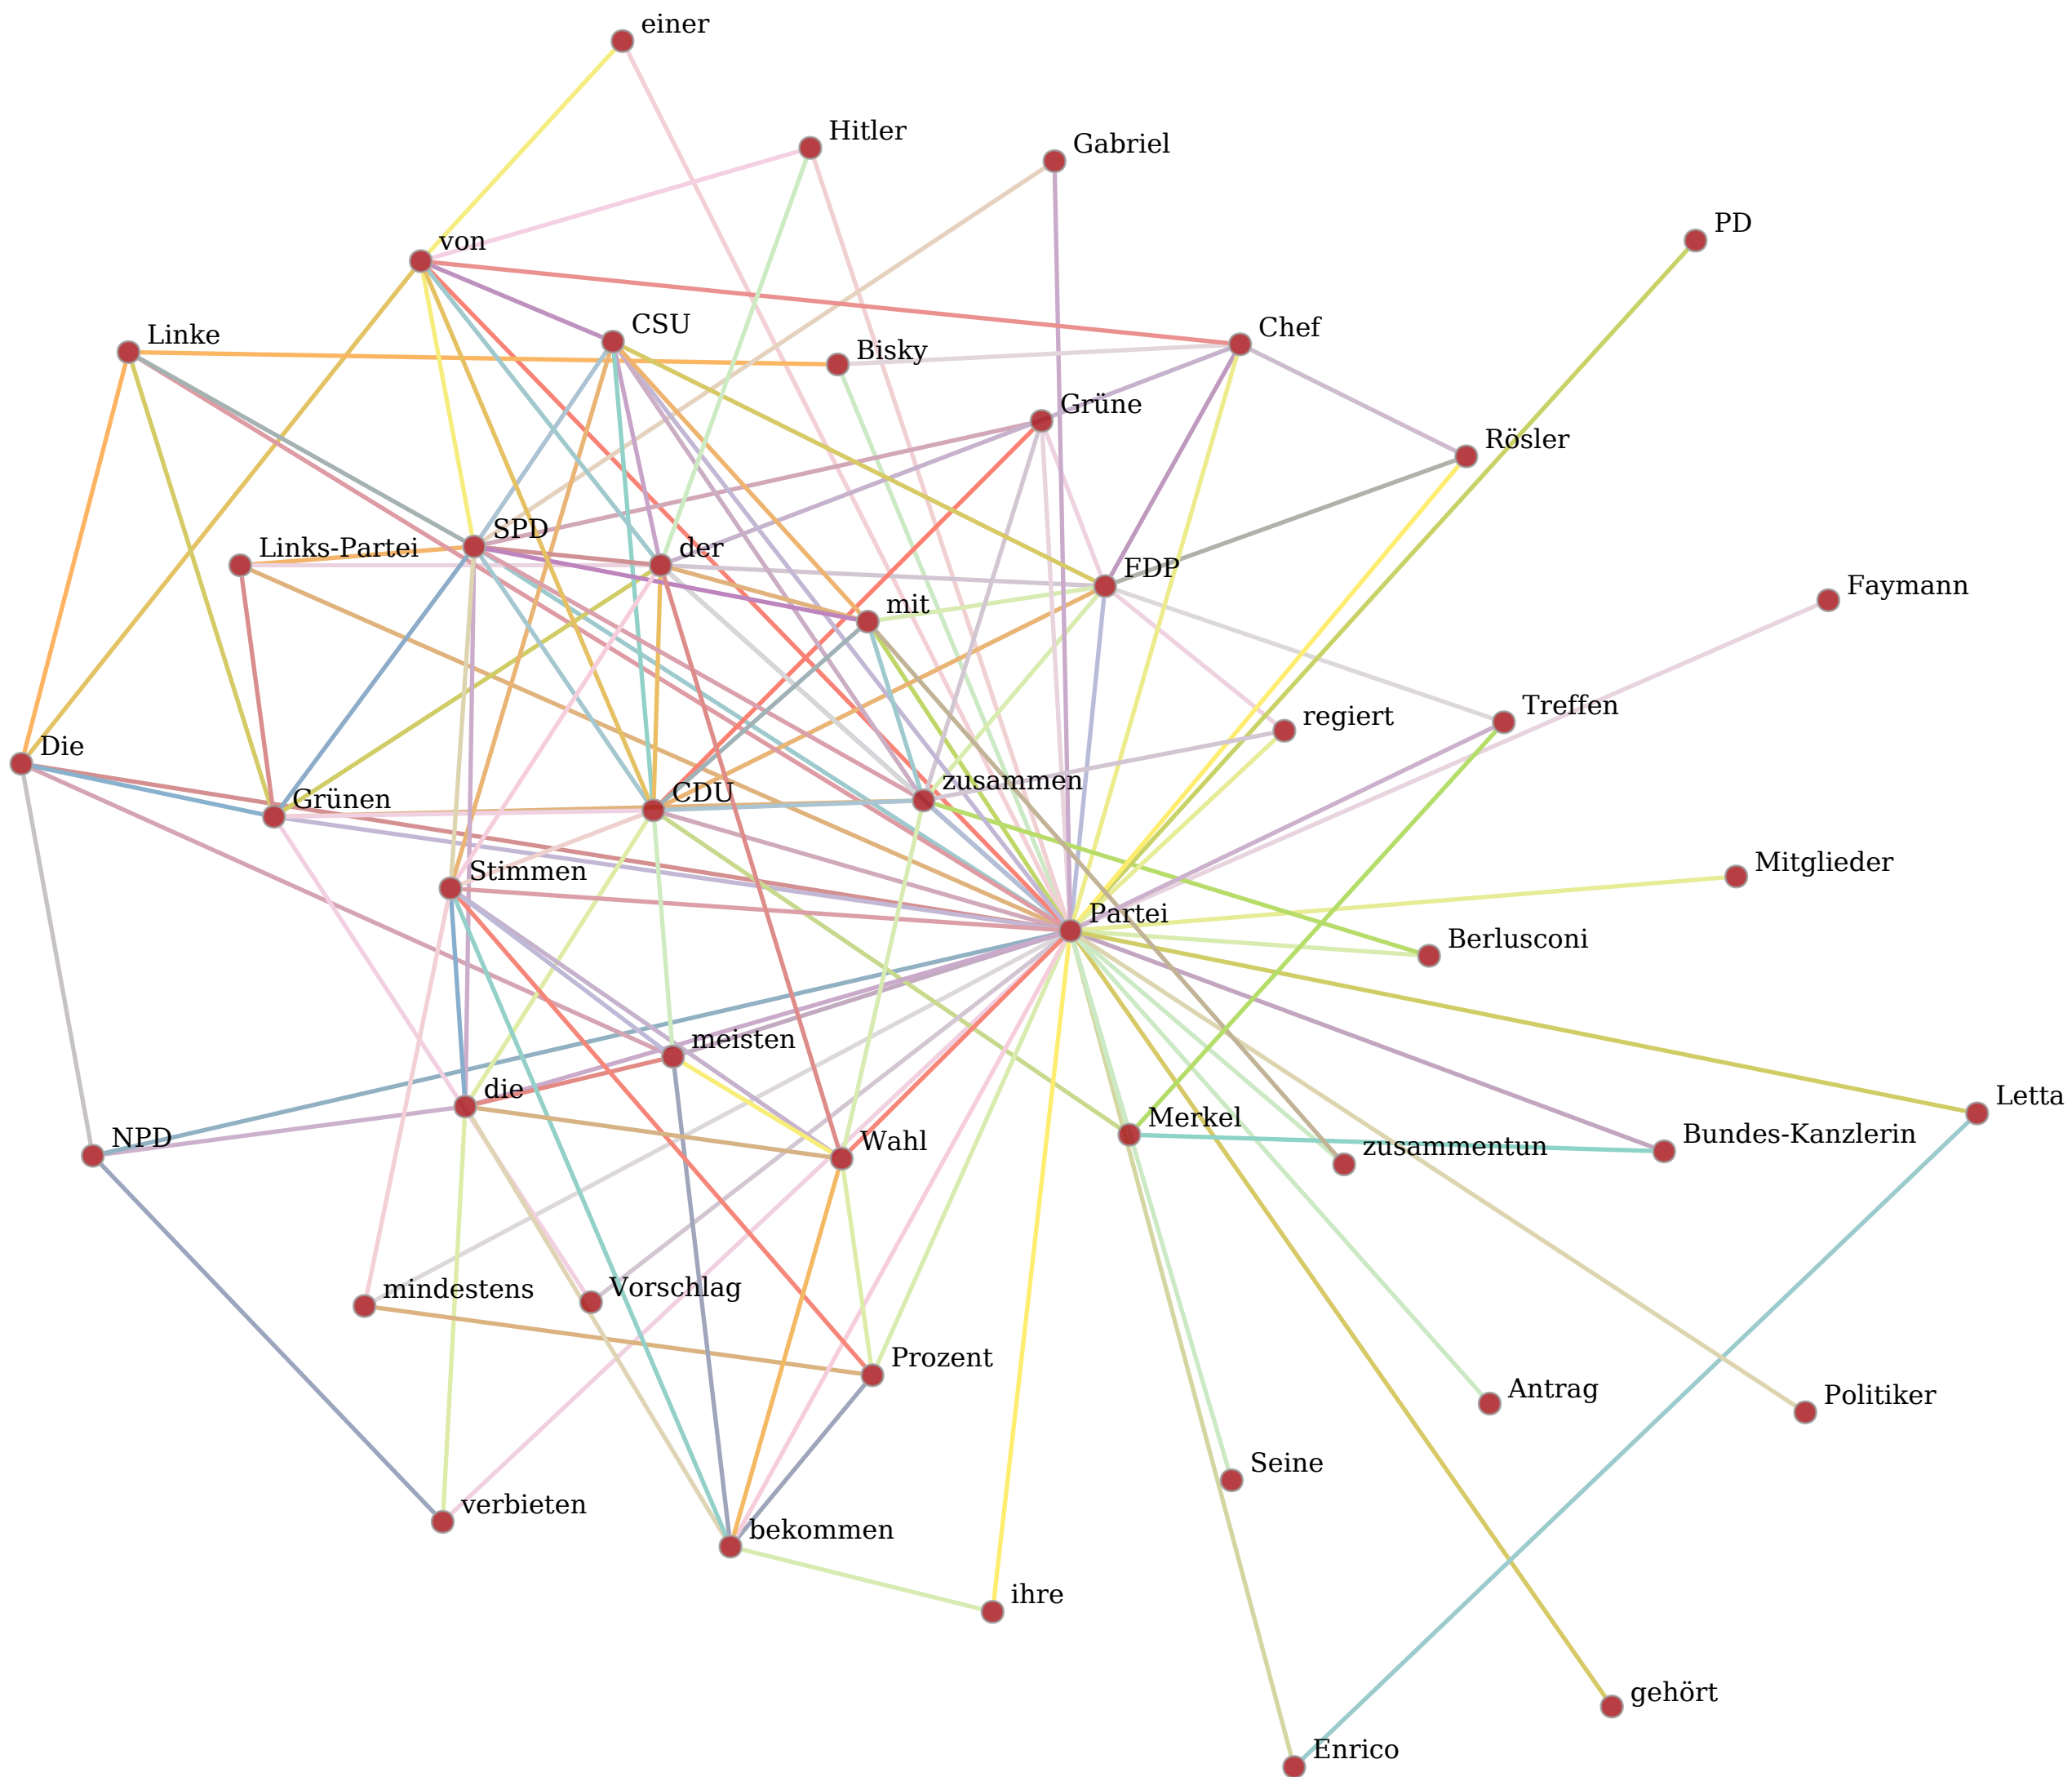 einer
Hitler
Gabriel
PD
von
CSU
Chef
Linke
Bisky
Grüne
Rösler
SPD
Links-Partei
der
FDP
Faymann
mit
Treffen
regiert
Die
zusammen
CDU
Grünen
Mitglieder
Stimmen
Partei
Berlusconi
meisten
die
Letta
Merkel
Bundes-Kanzlerin
NPD
Wahl
zusammentun
mindestens
Vorschlag
Prozent
Antrag
Politiker
Seine
verbieten
bekommen
ihre
gehört
Enrico